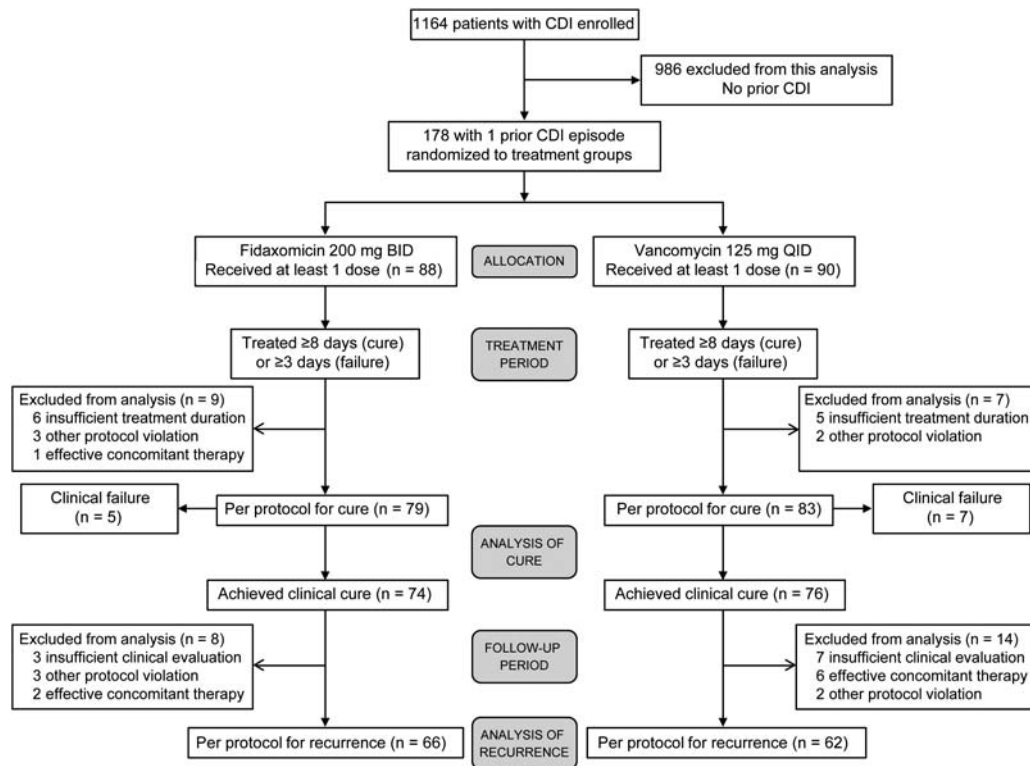 1164 patients with CDI enrolled
986 excluded from this analysis
No prior CDI
178 with 1 prior CDI episode
randomized to treatment groups
Fidaxomicin 200 mg BID
Received at least 1 dose (n = 88)
ALLOCATION
Vancomycin 125 mg QID
Received at least 1 dose (n = 90)
Treated ≥8 days (cure)
or ≥3 days (failure)
TREATMENT
PERIOD
Treated ≥8 days (cure)
or ≥3 days (failure)
Excluded from analysis (n = 9)
6 insufficient treatment duration
3 other protocol violation
1 effective concomitant therapy
Excluded from analysis (n = 7)
5 insufficient treatment duration
2 other protocol violation
Clinical failure
(n = 5)
Per protocol for cure (n = 79)
Per protocol for cure (n = 83)
Clinical failure
(n = 7)
ANALYSIS OF
CURE
Achieved clinical cure (n = 74)
Achieved clinical cure (n = 76)
Excluded from analysis (n = 8)
3 insufficient clinical evaluation
3 other protocol violation
2 effective concomitant therapy
FOLLOW-UP
PERIOD
Excluded from analysis (n = 14)
7 insufficient clinical evaluation
6 effective concomitant therapy
2 other protocol violation
Per protocol for recurrence (n = 66)
ANALYSIS OF
RECURRENCE
Per protocol for recurrence (n = 62)